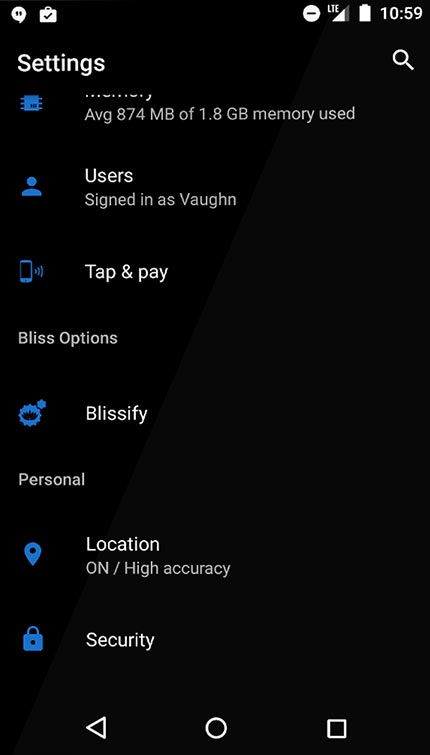 LTE 10:59
Settings
Memory
Avg 874 MB of 1.8 GB memory used
Users
Signed in as Vaughn
Tap & pay
Bliss Options
Blissify
Personal
Location
ON / High accuracy
Security